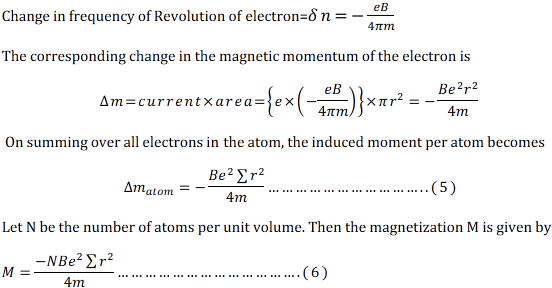 Change in frequency of Revolution of electron=δ n = − eB/4πm
The corresponding change in the magnetic momentum of the electron is
Δm=current×area={e×(−eB/4πm)}×πr² = −Be²r²/4m
On summing over all electrons in the atom, the induced moment per atom becomes
Δm_atom = −Be² ∑ r²/4m … … … … … … … … … … … . . (5)
Let N be the number of atoms per unit volume. Then the magnetization M is given by
M = −NBe² ∑ r²/4m … … … … … … … … … … … … . (6)